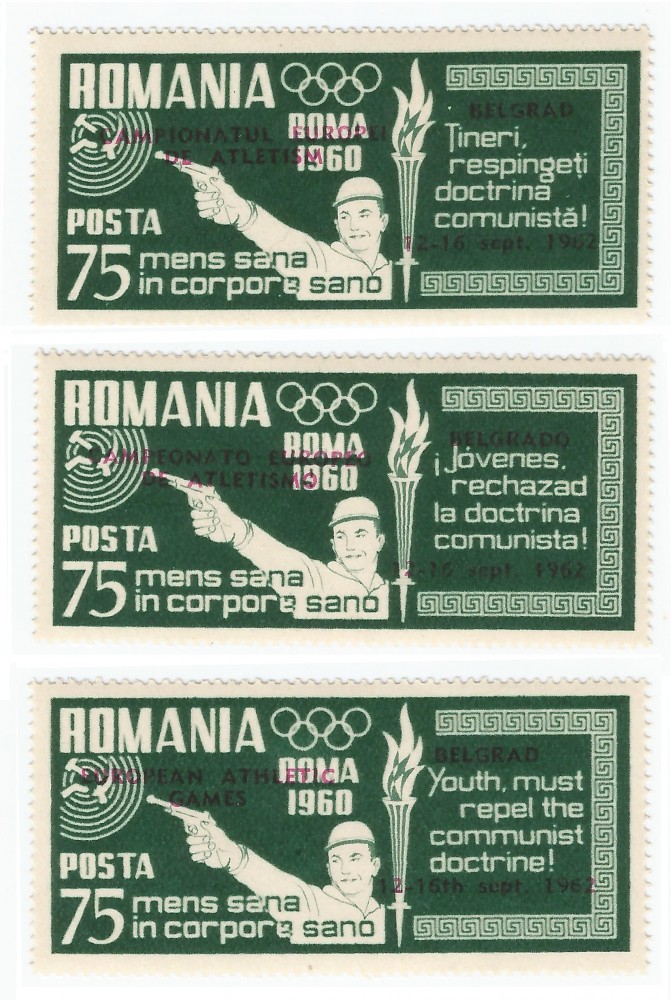 ROMANIA
ROMA
1960
CAMPIONATUL EUROPEI
DE ATLETISM
POSTA
75 mens sana
in corpore sano
BELGRAD
Tineri,
respingeți
doctrină
comunistă!
12-16 sept. 1962
ROMANIA
ROMA
1960
CAMPEONATO EUROPEO
DE ATLETISMO
POSTA
75 mens sana
in corpore sano
BELGRADO
¡Jóvenes,
rechazad
la doctrina
comunista!
12-16 sept. 1962
ROMANIA
ROMA
1960
EUROPEAN ATHLETIC
GAMES
POSTA
75 mens sana
in corpore sano
BELGRAD
Youth, must
repel the
communist
doctrine!
12-16th sept. 1962